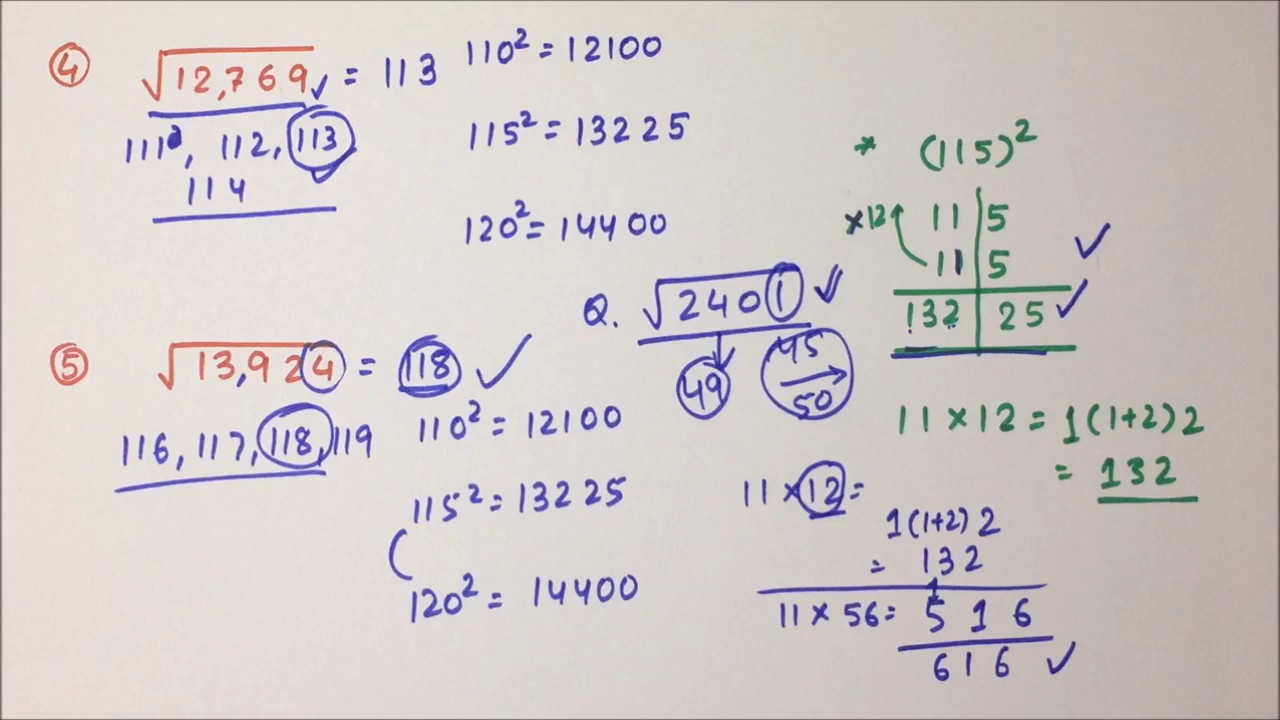 ④ √12,769 = 113
111², 112, 113
114
110² = 12100
115² = 13225
120² = 14400
* (115)²
×12 11 | 5
11 | 5
132 | 25
Q. √2401
49 45 → 50
⑤ √13,924 = 118
116, 117, 118, 119
110² = 12100
115² = 13225
120² = 14400
11 × 12 = 1(1+2)2
= 132
11 × 12 =
1(1+2)2
= 132
1
11 × 56 = 5 1 6
616